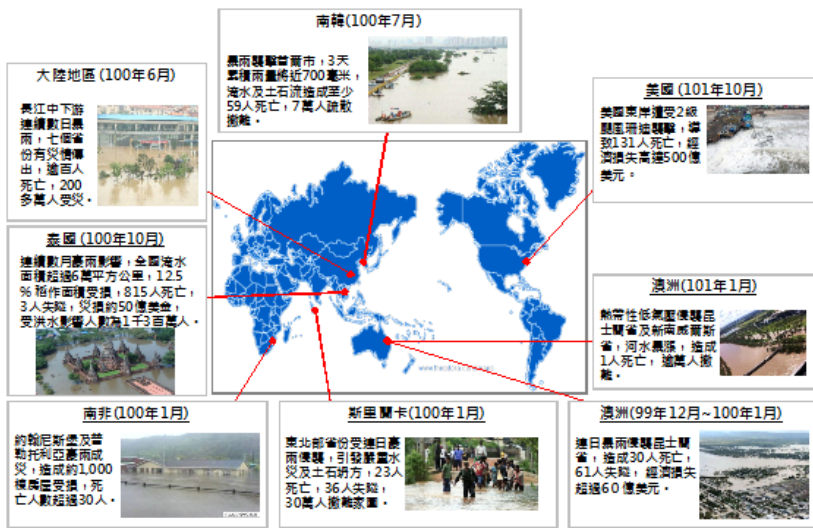 南韓(100年7月)
暴雨襲擊首爾市，3天
累積雨量將近700毫米，
淹水及土石流造成至少
59人死亡，7萬人疏散
撤離。
大陸地區(100年6月)
長江中下游
連續數日暴
雨，七個省
份有災情傳
出，逾百人
死亡，200
多萬人受災。
美國(101年10月)
美國東岸遭受2級
颶風珊迪襲擊，導
致131人死亡，經
濟損失高達500億
美元。
泰國(100年10月)
連續數月豪雨影響，全國淹水
面積超過6萬平方公里，12.5
%稻作面積受損，815人死亡，
3人失蹤，災損約50億美金，
受洪水影響人數為1千3百萬人。
澳洲(101年1月)
熱帶性低氣壓侵襲昆
士蘭省及新南威爾斯
省，河水暴漲，造成
1人死亡，逾萬人撤
離。
南非(100年1月)
約翰尼斯堡及普
勒托利亞豪雨成
災，造成約1,000
棟房屋受損，死
亡人數超過30人。
斯里蘭卡(100年1月)
東北部省份受連日豪
雨侵襲，引發嚴重水
災及土石坍方，23人
死亡，36人失蹤，
30萬人撤離家園。
澳洲(99年12月~100年1月)
連日暴雨侵襲昆士蘭
省，造成30人死亡，
61人失蹤，經濟損失
超過60億美元。